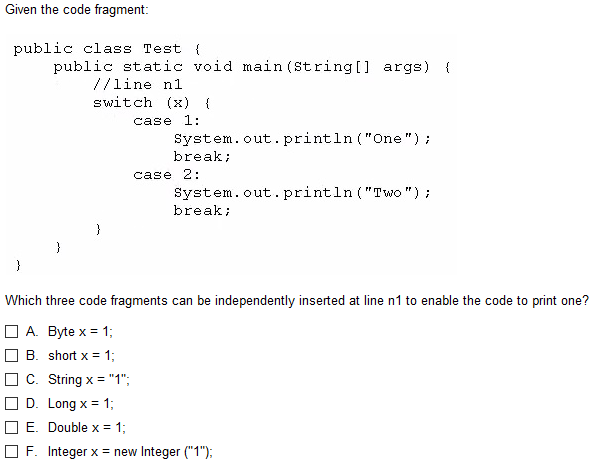 Given the code fragment:
public class Test {
public static void main(String[] args) {
//line n1
switch (x) {
case 1:
System.out.println("One");
break;
case 2:
System.out.println("Two");
break;
}
}
}
Which three code fragments can be independently inserted at line n1 to enable the code to print one?
A. Byte x = 1;
B. short x = 1;
C. String x = "1";
D. Long x = 1;
E. Double x = 1;
F. Integer x = new Integer ("1");